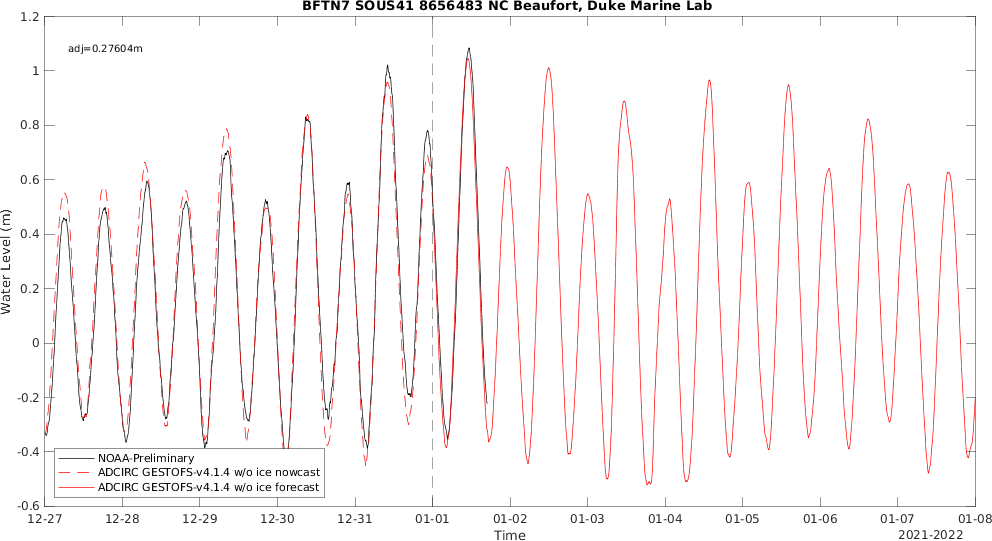 BFTN7 SOUS41 8656483 NC Beaufort, Duke Marine Lab
adj=0.27604m
1.2
1
0.8
0.6
0.4
0.2
0
-0.2
-0.4
-0.6
Water Level (m)
NOAA-Preliminary
ADCIRC GESTOFS-v4.1.4 w/o ice nowcast
ADCIRC GESTOFS-v4.1.4 w/o ice forecast
12-27 12-28 12-29 12-30 12-31 01-01 01-02 01-03 01-04 01-05 01-06 01-07 01-08
Time
2021-2022